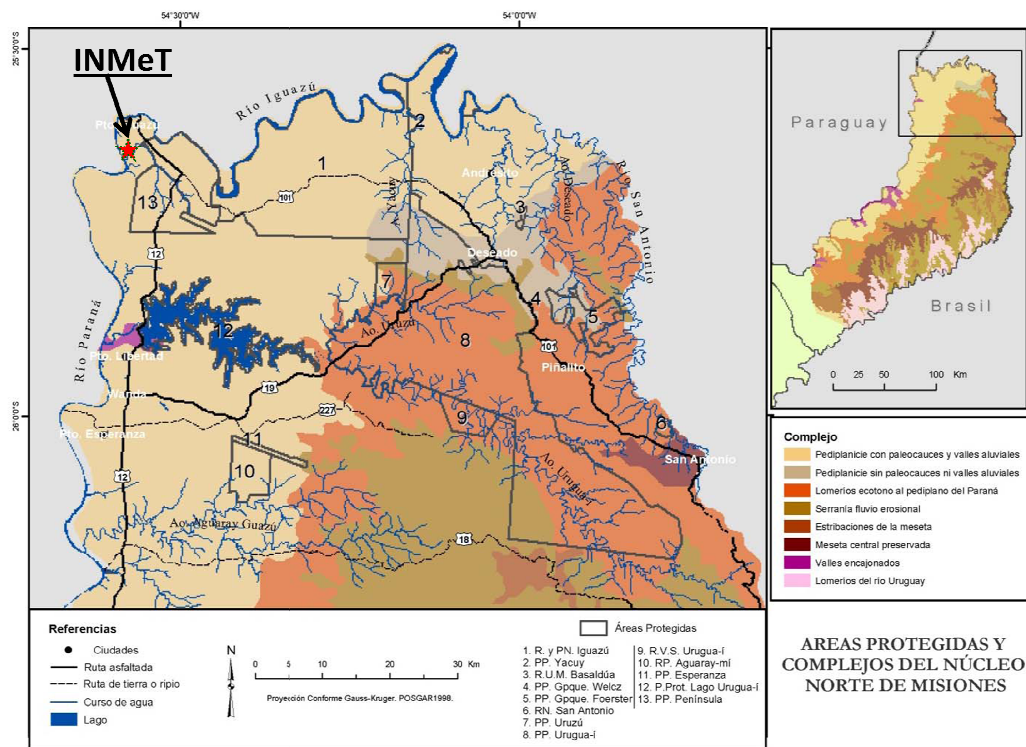 54°30'0"W
54°0'0"
25°30'0"S
26°0'0"S
INMeT
Río Iguazú
2
1
Andresito
Ao. Deseado
Río San Antonio
A. Yacuy
101
13
3
12
Deseado
7
4
5
Ao. Uruzú
12
8
101
Río Paraná
Pto. Libertad
Piñalito
19
Wanda
227
9
6
Pto. Esperanza
11
San Antonio
12
10
Ao. Aguaray Guazú
18
Paraguay
Brasil
0 25 50 100 Km
Complejo
Pediplanicie con paleocauces y valles aluviales
Pediplanicie sin paleocauces ni valles aluviales
Lomerios ecotono al pediplano del Paraná
Serranía fluvio erosional
Estribaciones de la meseta
Meseta central preservada
Valles encajonados
Lomerios del río Uruguay
Referencias
Ciudades
Ruta asfaltada
Ruta de tierra o ripio
Curso de agua
Lago
N
0 5 10 20 30 Km
Proyección Conforme Gauss-Kruger. POSGAR1998.
Áreas Protegidas
1. R. y PN. Iguazú
2. PP. Yacuy
3. R.U.M. Basaldúa
4. PP. Gpque. Welcz
5. PP. Gpque. Foerster
6. RN. San Antonio
7. PP. Uruzú
8. PP. Urugua-í
9. R.V.S. Urugua-í
10. RP. Aguaray-mí
11. PP. Esperanza
12. P.Prot. Lago Urugua-í
13. PP. Península
AREAS PROTEGIDAS Y
COMPLEJOS DEL NÚCLEO
NORTE DE MISIONES